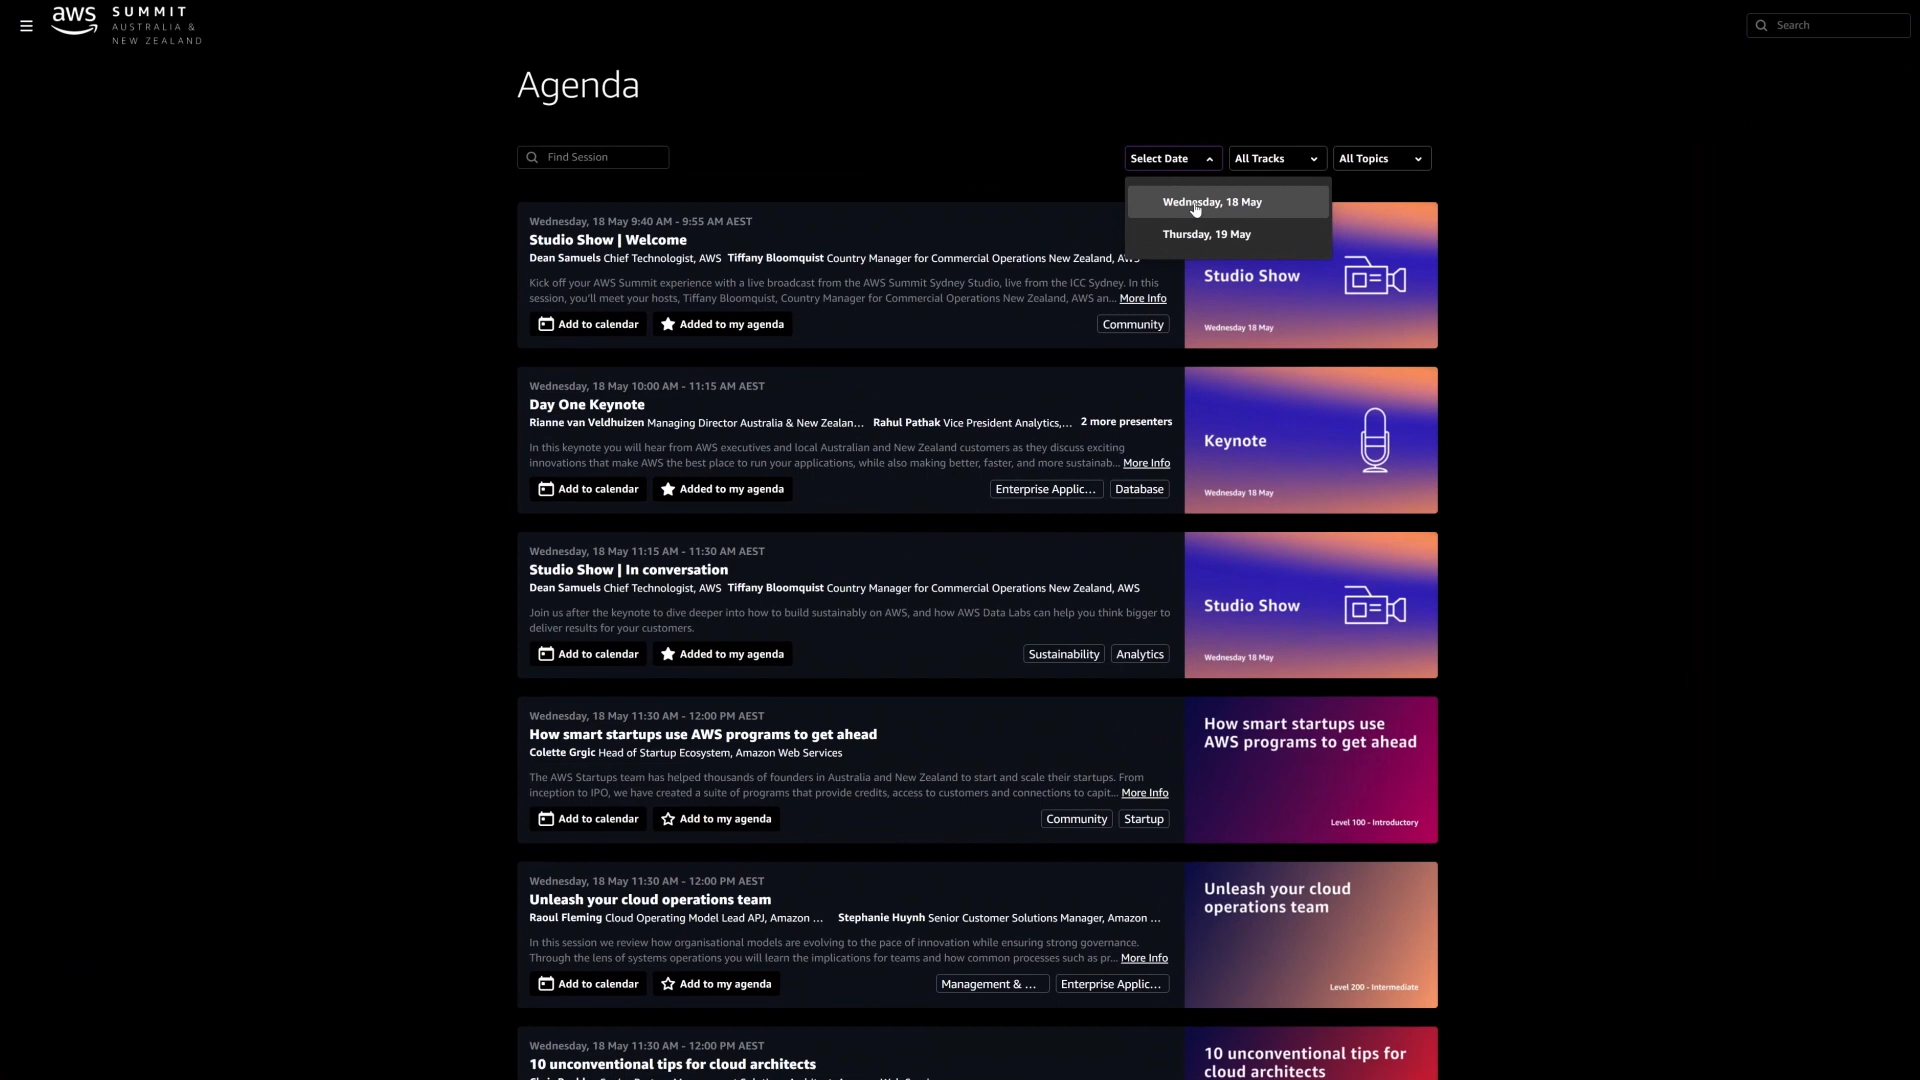 aws
SUMMIT
AUSTRALIA &
NEW ZEALAND
Search
Agenda
Find Session
Select Date
All Tracks
All Topics
Wednesday, 18 May
Thursday, 19 May
Wednesday, 18 May 9:40 AM - 9:55 AM AEST
Studio Show | Welcome
Dean Samuels Chief Technologist, AWS Tiffany Bloomquist Country Manager for Commercial Operations New Zealand, AWS
Kick off your AWS Summit experience with a live broadcast from the AWS Summit Sydney Studio, live from the ICC Sydney. In this
session, you'll meet your hosts, Tiffany Bloomquist, Country Manager for Commercial Operations New Zealand, AWS an... More Info
Add to calendar
Added to my agenda
Community
Studio Show
Wednesday 18 May
Wednesday, 18 May 10:00 AM - 11:15 AM AEST
Day One Keynote
Rianne van Veldhuizen Managing Director Australia & New Zealan... Rahul Pathak Vice President Analytics,... 2 more presenters
In this keynote you will hear from AWS executives and local Australian and New Zealand customers as they discuss exciting
innovations that make AWS the best place to run your applications, while also making better, faster, and more sustainab... More Info
Add to calendar
Added to my agenda
Enterprise Applic...
Database
Keynote
Wednesday 18 May
Wednesday, 18 May 11:15 AM - 11:30 AM AEST
Studio Show | In conversation
Dean Samuels Chief Technologist, AWS Tiffany Bloomquist Country Manager for Commercial Operations New Zealand, AWS
Join us after the keynote to dive deeper into how to build sustainably on AWS, and how AWS Data Labs can help you think bigger to
deliver results for your customers.
Add to calendar
Added to my agenda
Sustainability
Analytics
Studio Show
Wednesday 18 May
Wednesday, 18 May 11:30 AM - 12:00 PM AEST
How smart startups use AWS programs to get ahead
Colette Grgic Head of Startup Ecosystem, Amazon Web Services
The AWS Startups team has helped thousands of founders in Australia and New Zealand to start and scale their startups. From
inception to IPO, we have created a suite of programs that provide credits, access to customers and connections to capit... More Info
Add to calendar
Add to my agenda
Community
Startup
How smart startups use
AWS programs to get ahead
Level 100 - Introductory
Wednesday, 18 May 11:30 AM - 12:00 PM AEST
Unleash your cloud operations team
Raoul Fleming Cloud Operating Model Lead APJ, Amazon ... Stephanie Huynh Senior Customer Solutions Manager, Amazon ...
In this session we review how organisational models are evolving to the pace of innovation while ensuring strong governance.
Through the lens of systems operations you will learn the implications for teams and how common processes such as pr... More Info
Add to calendar
Add to my agenda
Management & ...
Enterprise Applic...
Unleash your cloud
operations team
Level 200 - Intermediate
Wednesday, 18 May 11:30 AM - 12:00 PM AEST
10 unconventional tips for cloud architects
10 unconventional tips for
cloud architects